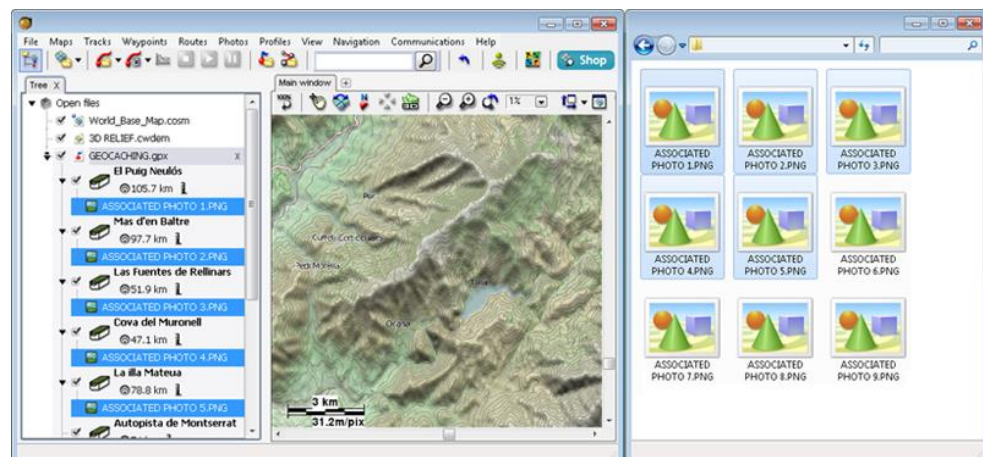 File Maps Tracks Waypoints Routes Photos Profiles View Navigation Communications Help
Shop
Tree X
Main window
Open files
100%
1%
World_Base_Map.cosm
3D RELIEF.cwdem
GEOCACHING.gpx x
El Puig Neulós
105.7 km
ASSOCIATED PHOTO 1.PNG
Mas d'en Baltre
97.7 km
ASSOCIATED PHOTO 2.PNG
Las Fuentes de Rellinars
51.9 km
ASSOCIATED PHOTO 3.PNG
Cova del Muronell
47.1 km
ASSOCIATED PHOTO 4.PNG
La illa Mateua
78.8 km
ASSOCIATED PHOTO 5.PNG
Autopista de Montserrat
3 km
31.2m/pix
ASSOCIATED PHOTO 1.PNG
ASSOCIATED PHOTO 2.PNG
ASSOCIATED PHOTO 3.PNG
ASSOCIATED PHOTO 4.PNG
ASSOCIATED PHOTO 5.PNG
ASSOCIATED PHOTO 6.PNG
ASSOCIATED PHOTO 7.PNG
ASSOCIATED PHOTO 8.PNG
ASSOCIATED PHOTO 9.PNG